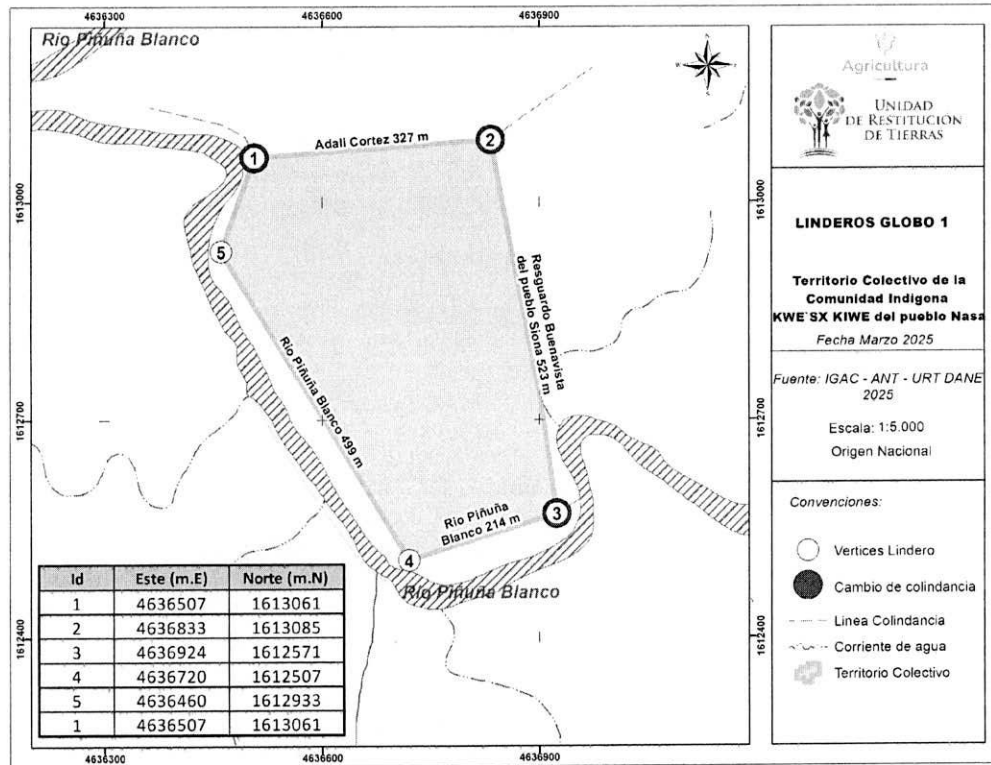 4636300 4636600 4636900
Río Piñuña Blanco
1613000
1612700
1612400
1
Adali Cortez 327 m
2
5
Resguardo Buenavista
del pueblo Siona 523 m
Río Piñuña Blanco 499 m
3
Río Piñuña
Blanco 214 m
4
Río Piñuña Blanco
Id Este (m.E) Norte (m.N)
1 4636507 1613061
2 4636833 1613085
3 4636924 1612571
4 4636720 1612507
5 4636460 1612933
1 4636507 1613061
1613000
1612700
1612400
4636300 4636600 4636900
Agricultura
UNIDAD
DE RESTITUCIÓN
DE TIERRAS
LINDEROS GLOBO 1
Territorio Colectivo de la
Comunidad Indígona
KWE`SX KIWE del pueblo Nasa
Fecha Marzo 2025
Fuente: IGAC - ANT - URT DANE
2025
Escala: 1:5.000
Origen Nacional
Convenciones:
Vertices Lindero
Cambio de colindancia
Linea Colindancia
Corriente de agua
Territorio Colectivo